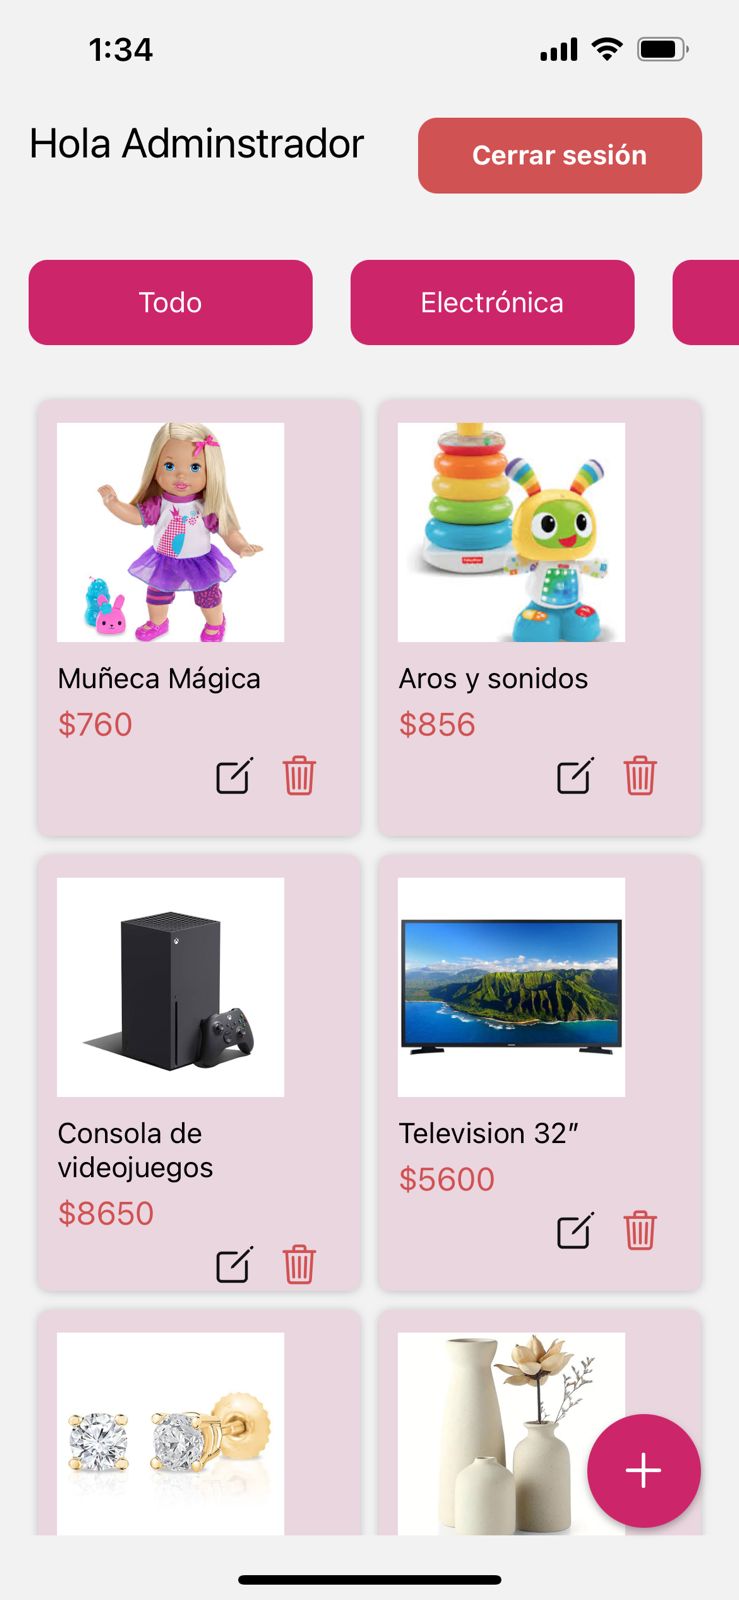 1:34
Hola Adminstrador
Cerrar sesión
Todo
Electrónica
Muñeca Mágica
$760
Aros y sonidos
$856
Consola de
videojuegos
$8650
Television 32”
$5600